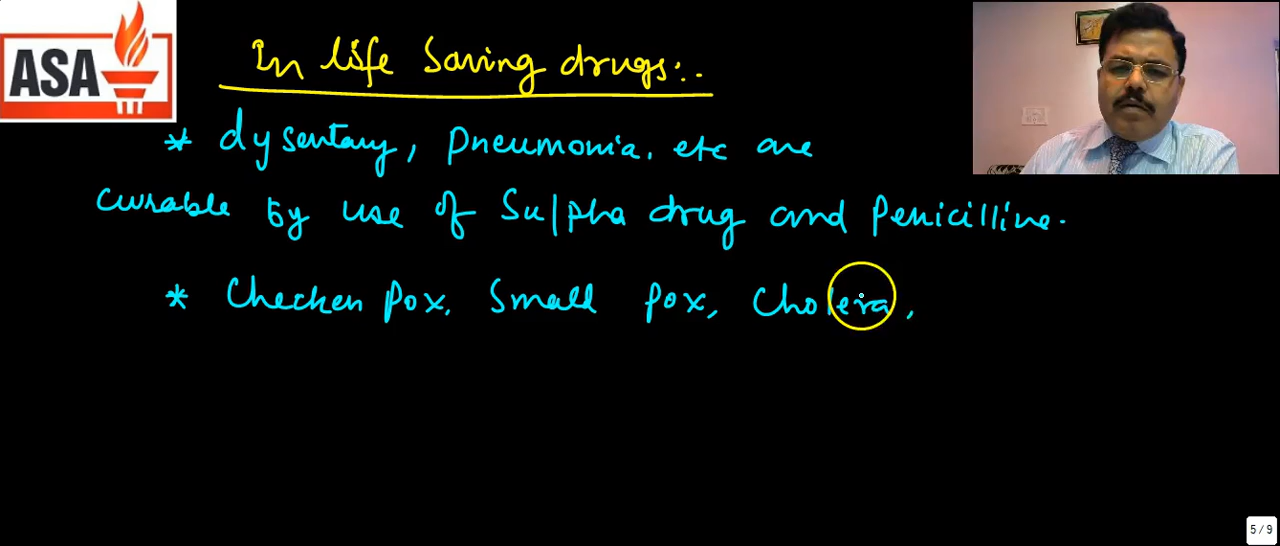 ASA
In life saving drugs:.
* dysentary, pneumonia, etc are
curable by use of Sulpha drug and Penicilline.
* Checken pox, Small pox, Cholera,
5/9